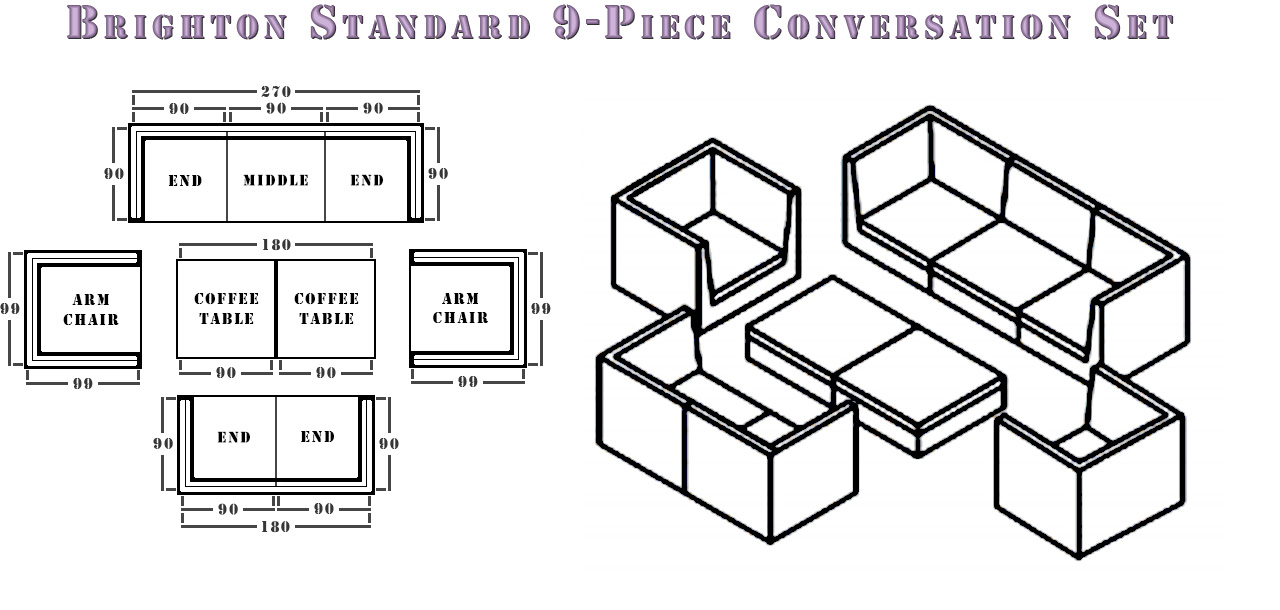 Brighton Standard 9-Piece Conversation Set
270
90 90 90
90 END MIDDLE END 90
180
99 ARM CHAIR COFFEE TABLE COFFEE TABLE ARM CHAIR 99
99 90 90 99
90 END END 90
90 90
180